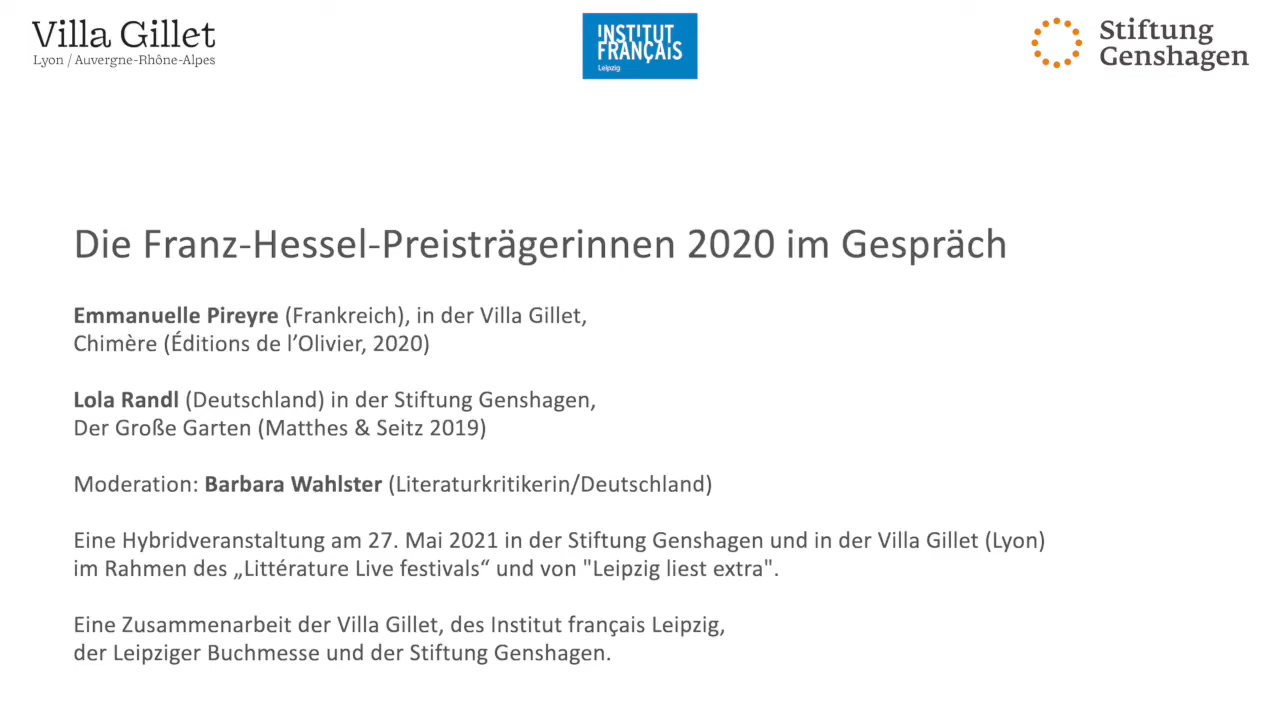 Villa Gillet
Lyon / Auvergne-Rhône-Alpes
INSTITUT
FRANÇAIS
Leipzig
Stiftung
Genshagen
Die Franz-Hessel-Preisträgerinnen 2020 im Gespräch
Emmanuelle Pireyre (Frankreich), in der Villa Gillet,
Chimère (Éditions de l’Olivier, 2020)
Lola Randl (Deutschland) in der Stiftung Genshagen,
Der Große Garten (Matthes & Seitz 2019)
Moderation: Barbara Wahlster (Literaturkritikerin/Deutschland)
Eine Hybridveranstaltung am 27. Mai 2021 in der Stiftung Genshagen und in der Villa Gillet (Lyon)
im Rahmen des „Littérature Live festivals“ und von "Leipzig liest extra".
Eine Zusammenarbeit der Villa Gillet, des Institut français Leipzig,
der Leipziger Buchmesse und der Stiftung Genshagen.